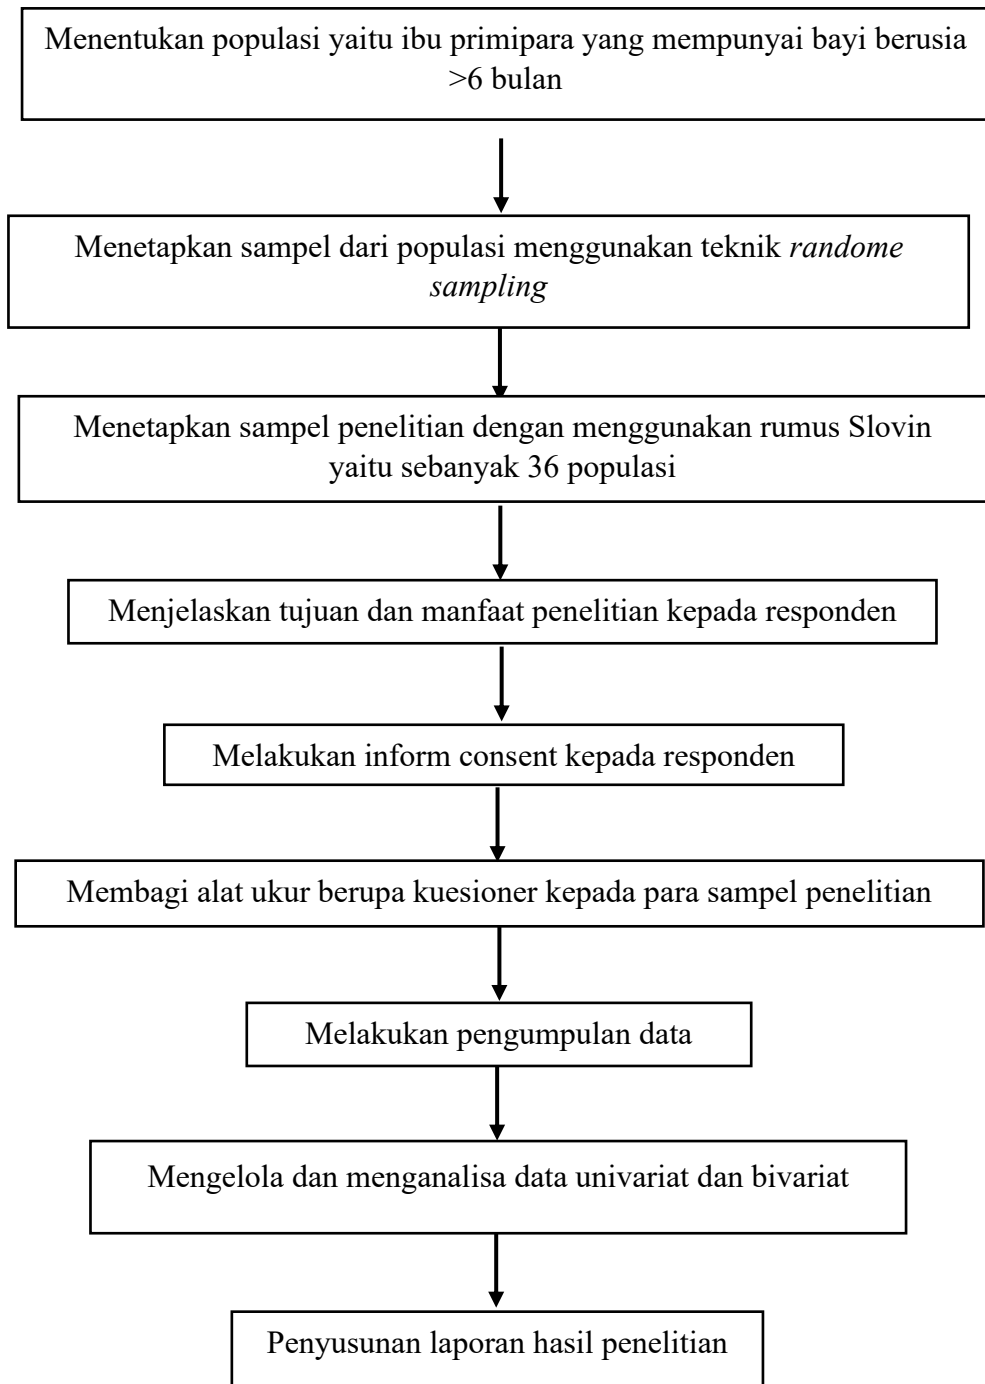 Menentukan populasi yaitu ibu primipara yang mempunyai bayi berusia
>6 bulan
Menetapkan sampel dari populasi menggunakan teknik randome
sampling
Menetapkan sampel penelitian dengan menggunakan rumus Slovin
yaitu sebanyak 36 populasi
Menjelaskan tujuan dan manfaat penelitian kepada responden
Melakukan inform consent kepada responden
Membagi alat ukur berupa kuesioner kepada para sampel penelitian
Melakukan pengumpulan data
Mengelola dan menganalisa data univariat dan bivariat
Penyusunan laporan hasil penelitian